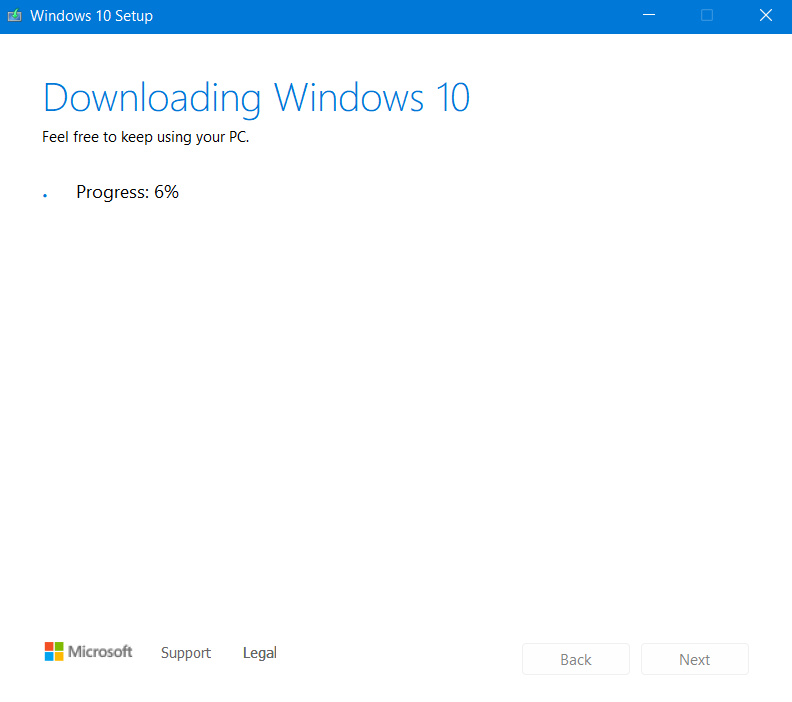 Windows 10 Setup
Downloading Windows 10
Feel free to keep using your PC.
Progress: 6%
Microsoft Support Legal Back Next